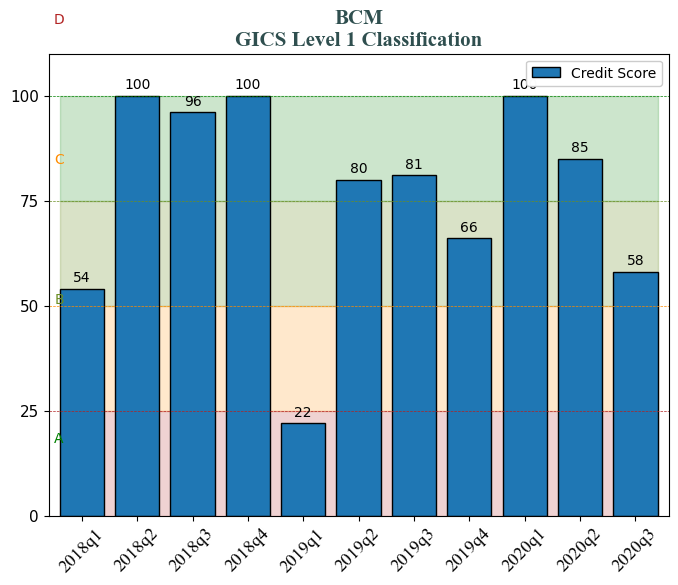 D
BCM
GICS Level 1 Classification
Credit Score
100
75
50
25
0
C
B
A
54
100
96
100
22
80
81
66
100
85
58
2018q1
2018q2
2018q3
2018q4
2019q1
2019q2
2019q3
2019q4
2020q1
2020q2
2020q3